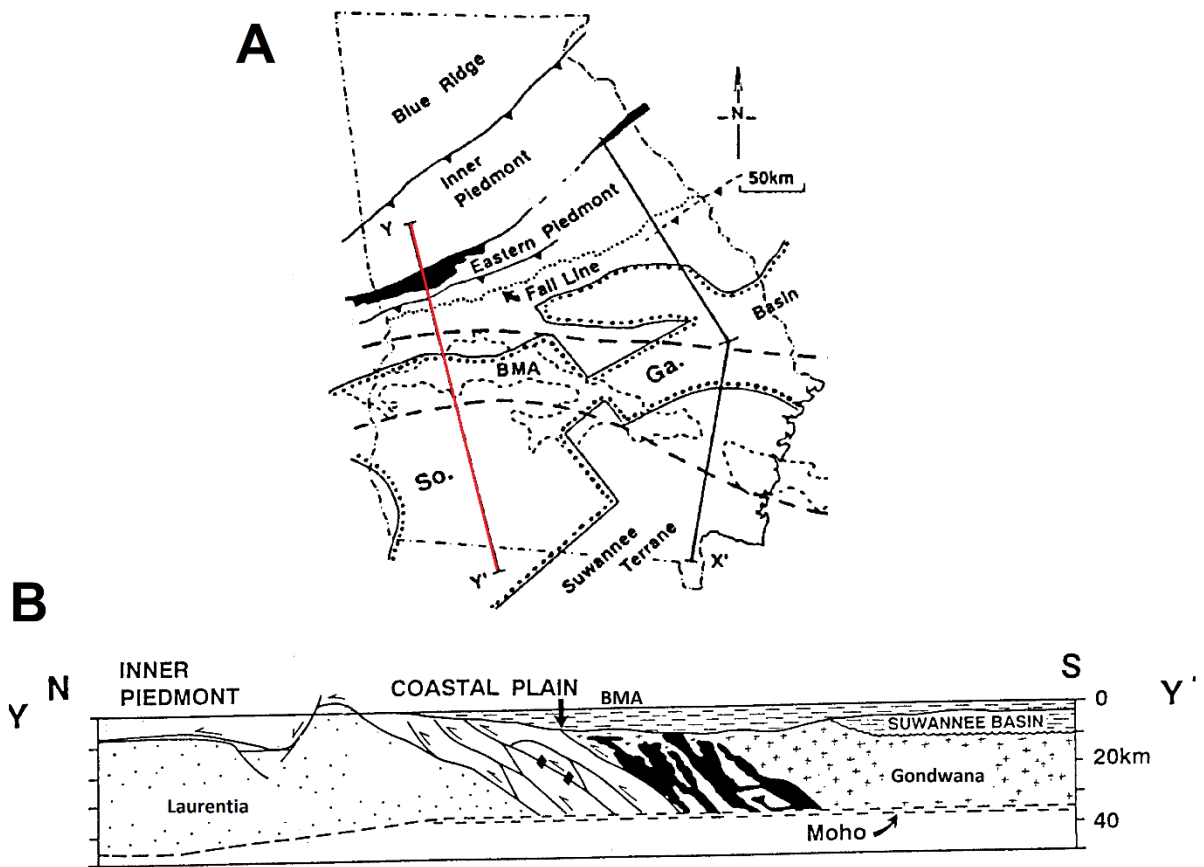 A
Blue Ridge
N
Inner
Piedmont
50km
Y
Eastern Piedmont
Fall Line
Basin
BMA
Ga.
So.
Suwannee
Terrane
Y'
X'
B
Y N INNER
PIEDMONT
COASTAL PLAIN
BMA
S Y'
0
SUWANNEE BASIN
20km
Laurentia
Gondwana
Moho
40